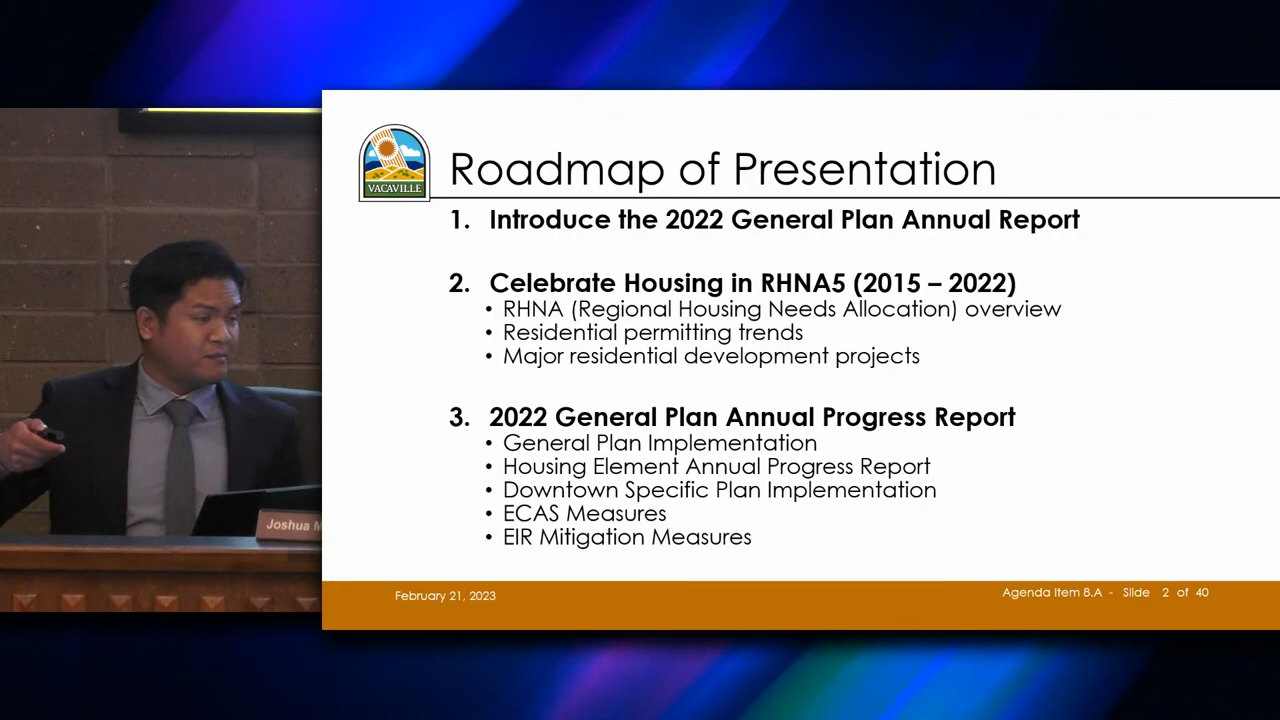 VACAVILLE
Roadmap of Presentation
1. Introduce the 2022 General Plan Annual Report
2. Celebrate Housing in RHNA5 (2015 – 2022)
• RHNA (Regional Housing Needs Allocation) overview
• Residential permitting trends
• Major residential development projects
3. 2022 General Plan Annual Progress Report
• General Plan Implementation
• Housing Element Annual Progress Report
• Downtown Specific Plan Implementation
• ECAS Measures
• EIR Mitigation Measures
Joshua M
February 21, 2023
Agenda Item 8.A - Slide 2 of 40